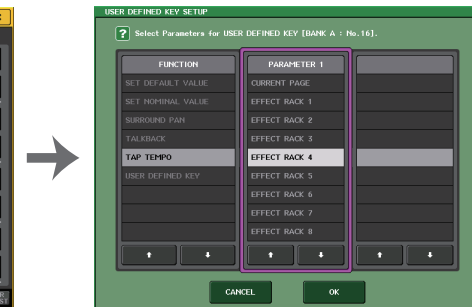 USER DEFINED KEY SETUP
? Select Parameters for USER DEFINED KEY [BANK A : No.16].
FUNCTION
SET DEFAULT VALUE
SET NOMINAL VALUE
SURROUND PAN
TALKBACK
TAP TEMPO
USER DEFINED KEY
PARAMETER 1
CURRENT PAGE
EFFECT RACK 1
EFFECT RACK 2
EFFECT RACK 3
EFFECT RACK 4
EFFECT RACK 5
EFFECT RACK 6
EFFECT RACK 7
EFFECT RACK 8
CANCEL
OK